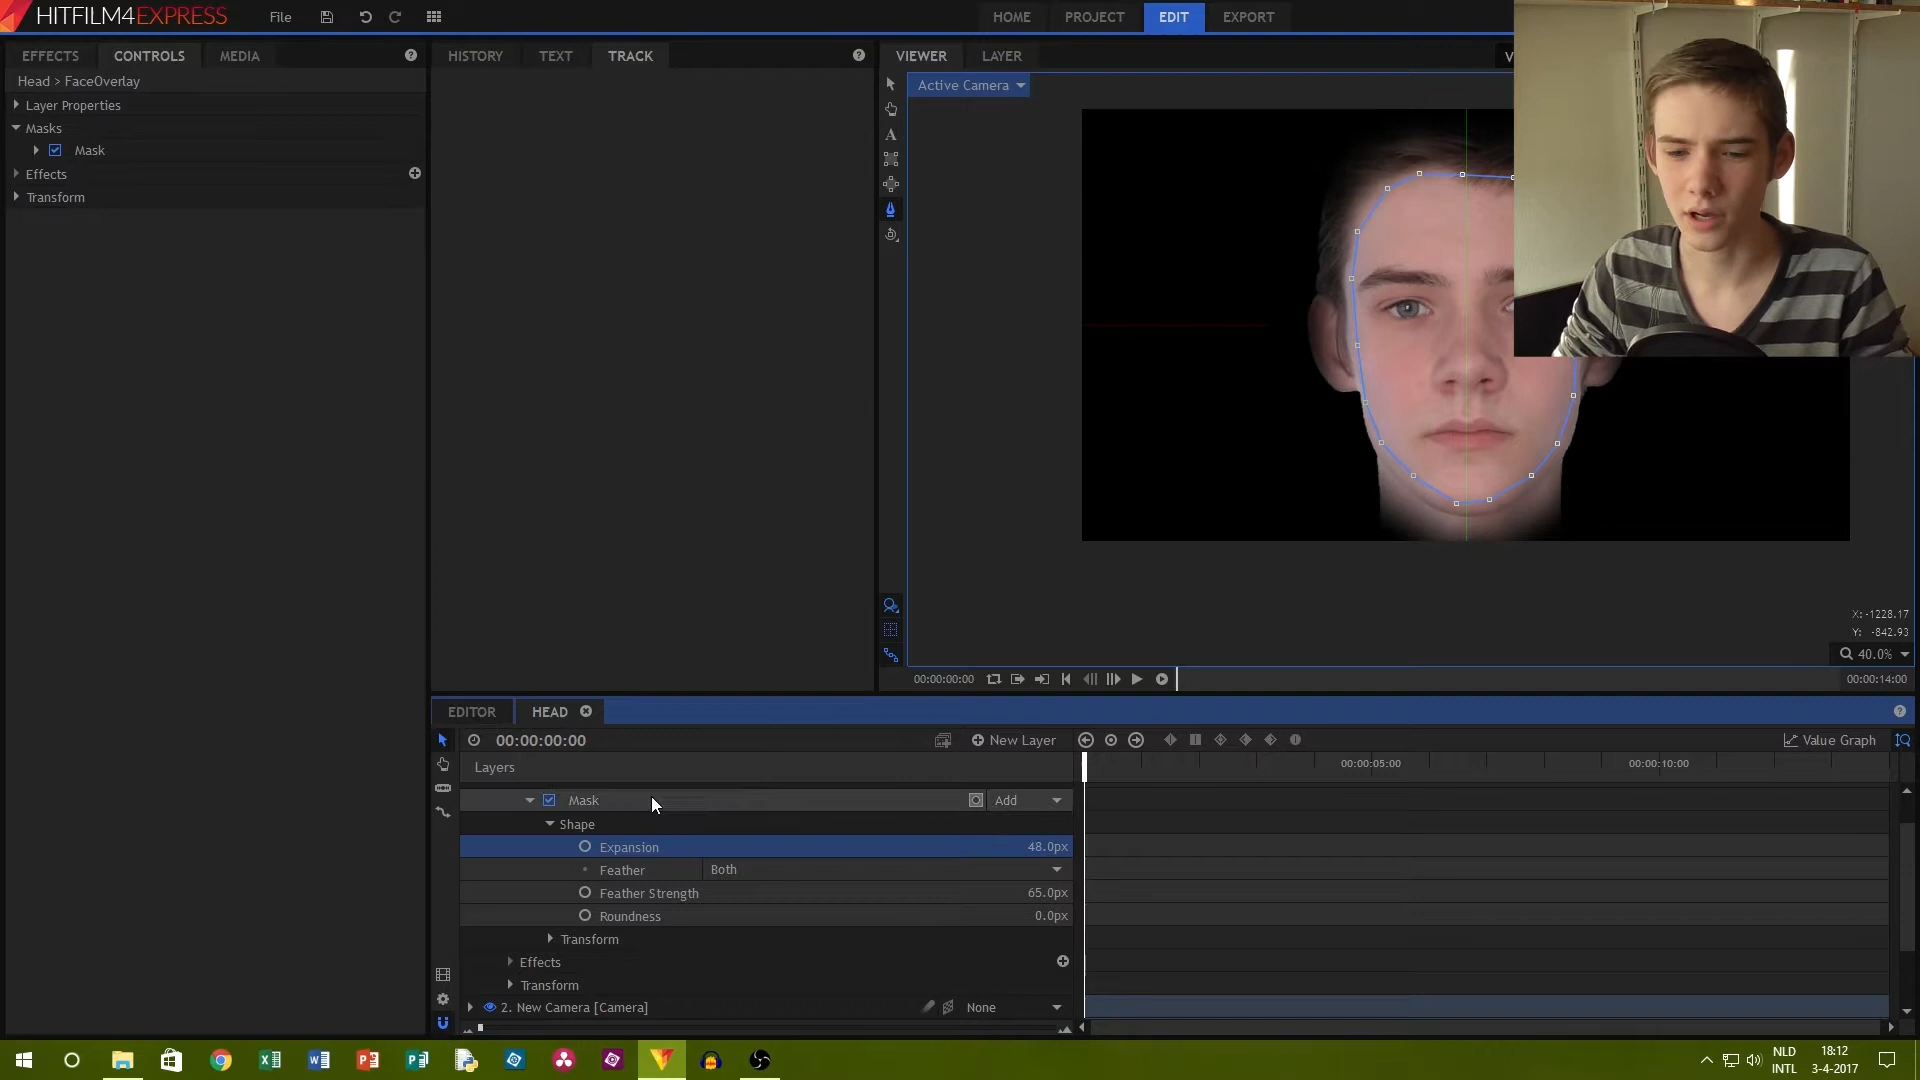 HITFILM4EXPRESS File HOME PROJECT EDIT EXPORT
EFFECTS CONTROLS MEDIA HISTORY TEXT TRACK VIEWER LAYER V
Head > FaceOverlay
Active Camera
Layer Properties
Masks
Mask
Effects
Transform
X: -1228.17
Y: -842.93
40.0%
00:00:00:00 00:00:14:00
EDITOR HEAD
00:00:00:00 New Layer Value Graph
Layers 00:00:05:00 00:00:10:00
Mask Add
Shape
Expansion 48.0px
Feather Both
Feather Strength 65.0px
Roundness 0.0px
Transform
Effects
Transform
2. New Camera [Camera] None
NLD 18:12
INTL 3-4-2017